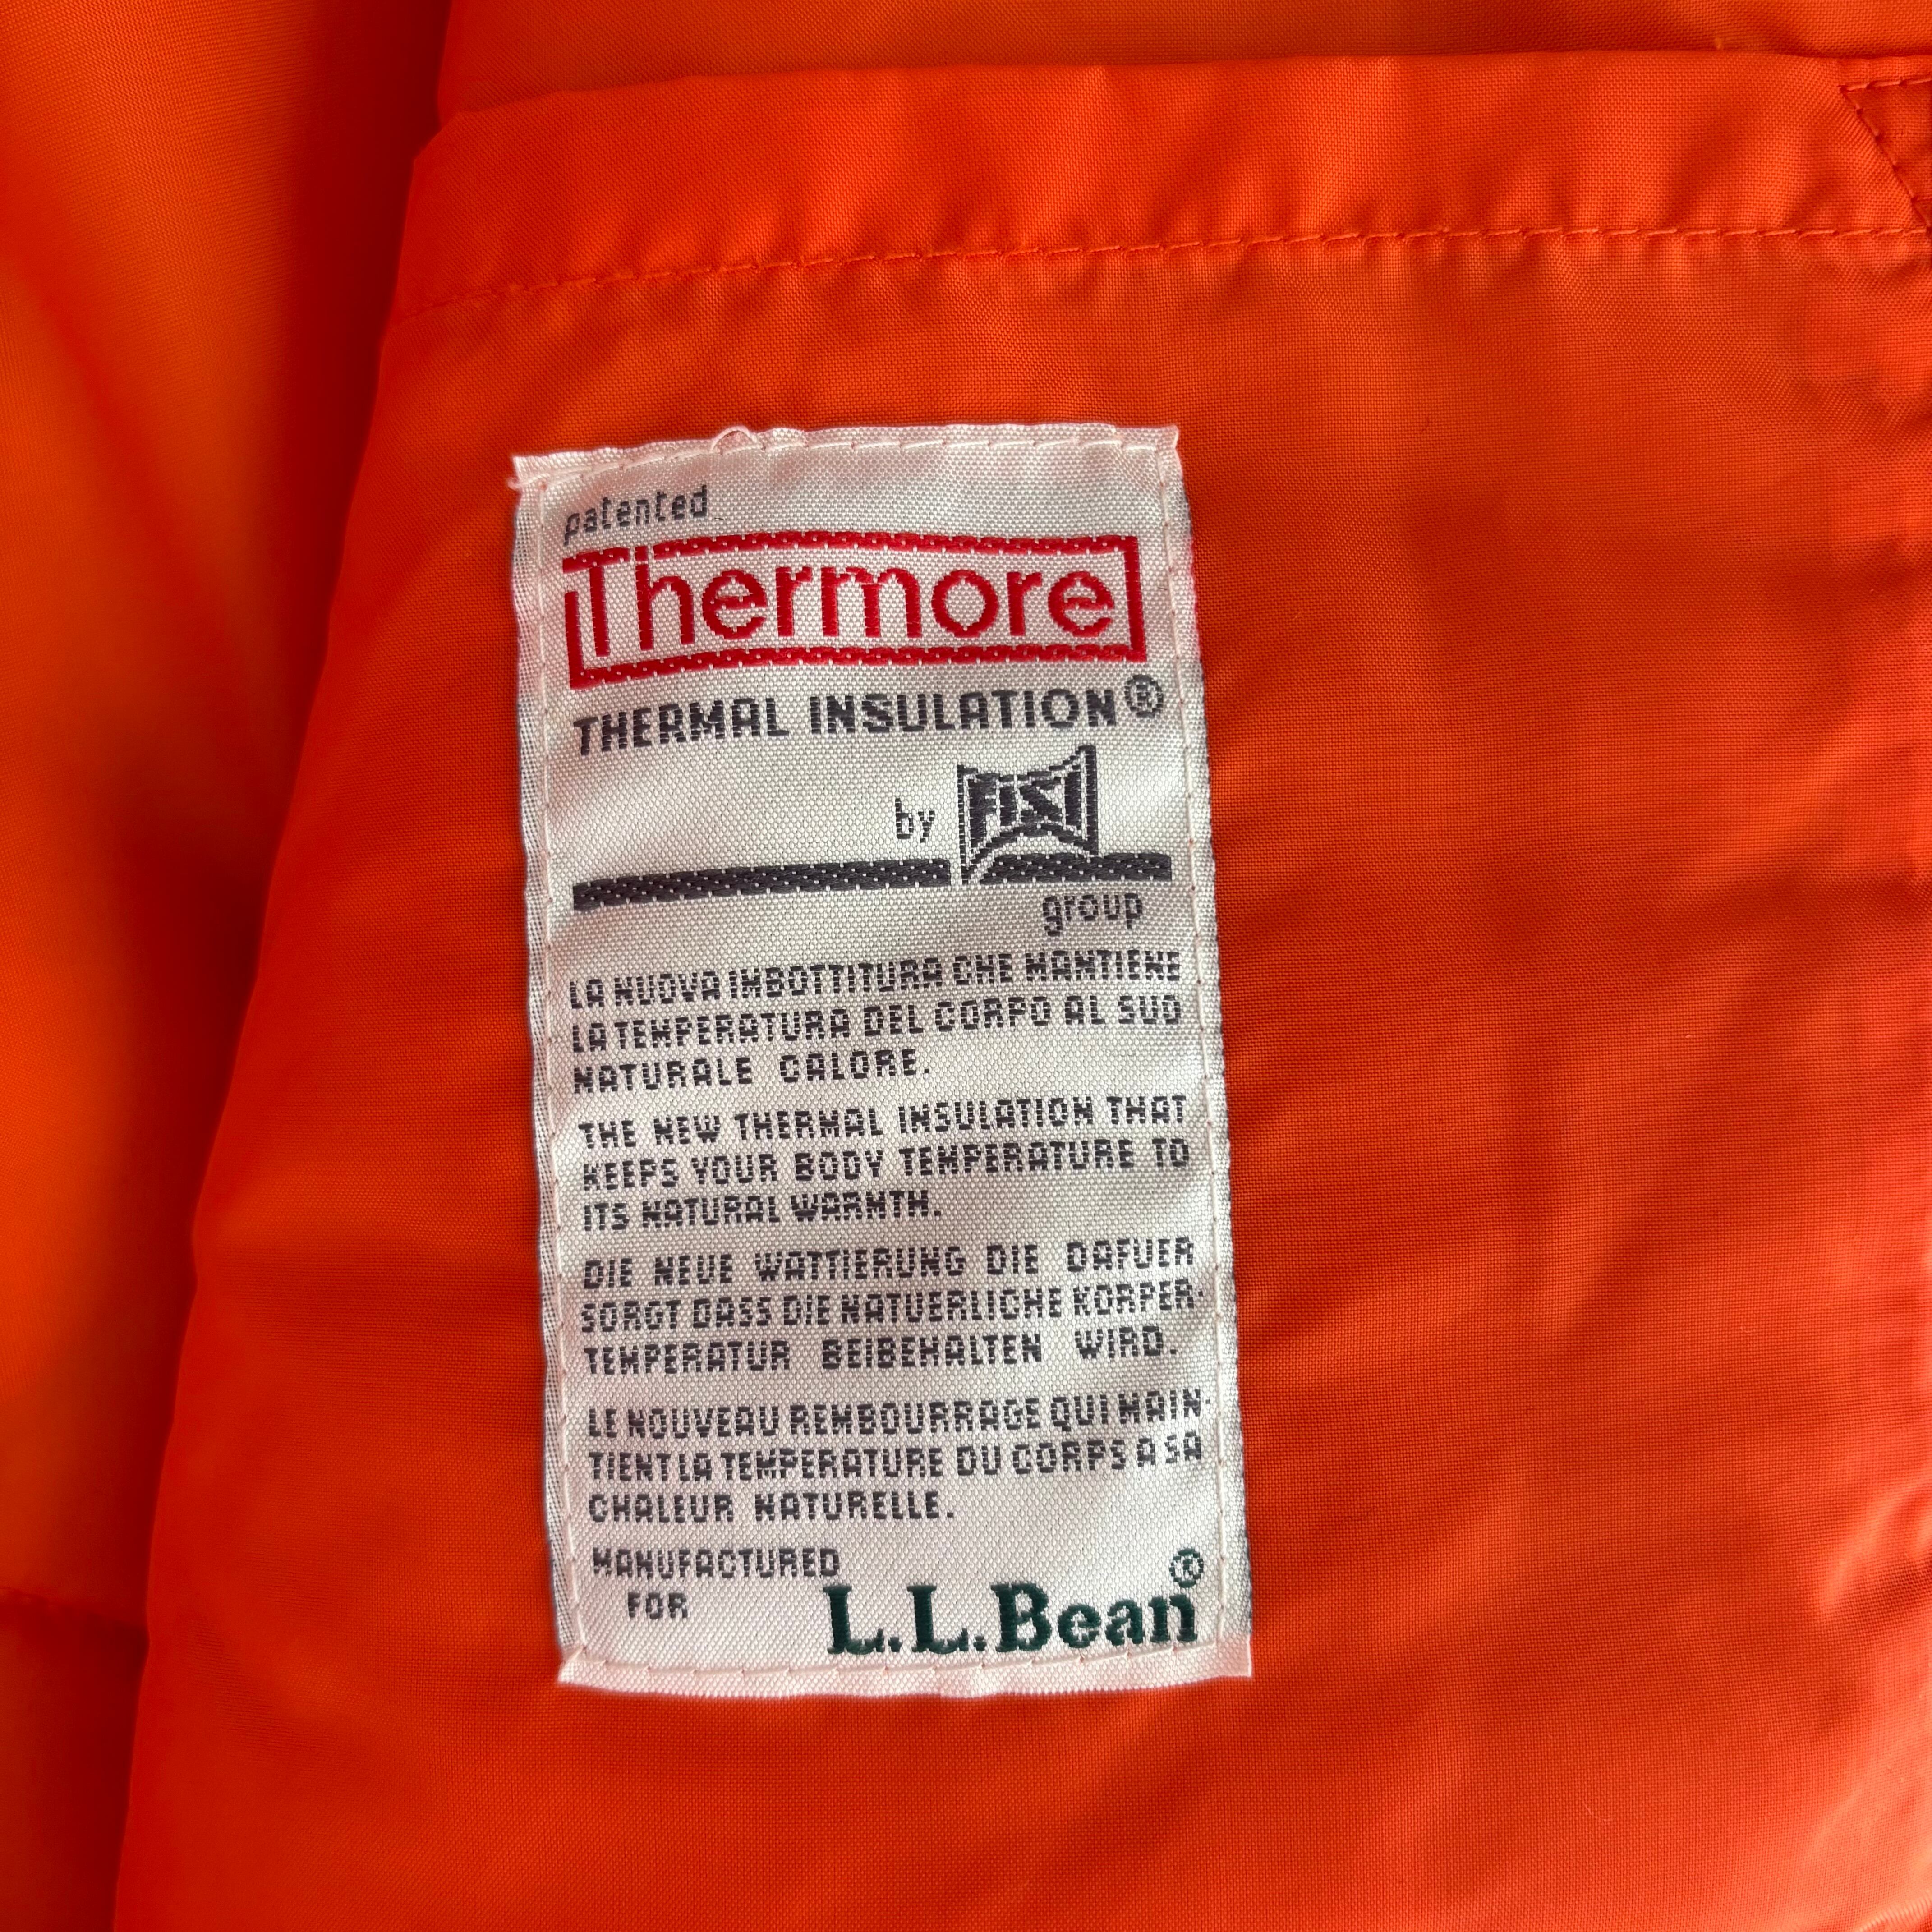 patented
Thermore
THERMAL INSULATION®
by FISI
group
LA NUOVA IMBOTTITURA CHE MANTIENE
LA TEMPERATURA DEL CORPO AL SUO
NATURALE CALORE.
THE NEW THERMAL INSULATION THAT
KEEPS YOUR BODY TEMPERATURE TO
ITS NATURAL WARMTH.
DIE NEUE WATTIERUNG DIE DAFUER
SORGT DASS DIE NATUERLICHE KORPER-
TEMPERATUR BEIBEHALTEN WIRD.
LE NOUVEAU REMBOURRAGE QUI MAIN-
TIENT LA TEMPERATURE DU CORPS A SA
CHALEUR NATURELLE.
MANUFACTURED
FOR L.L.Bean®